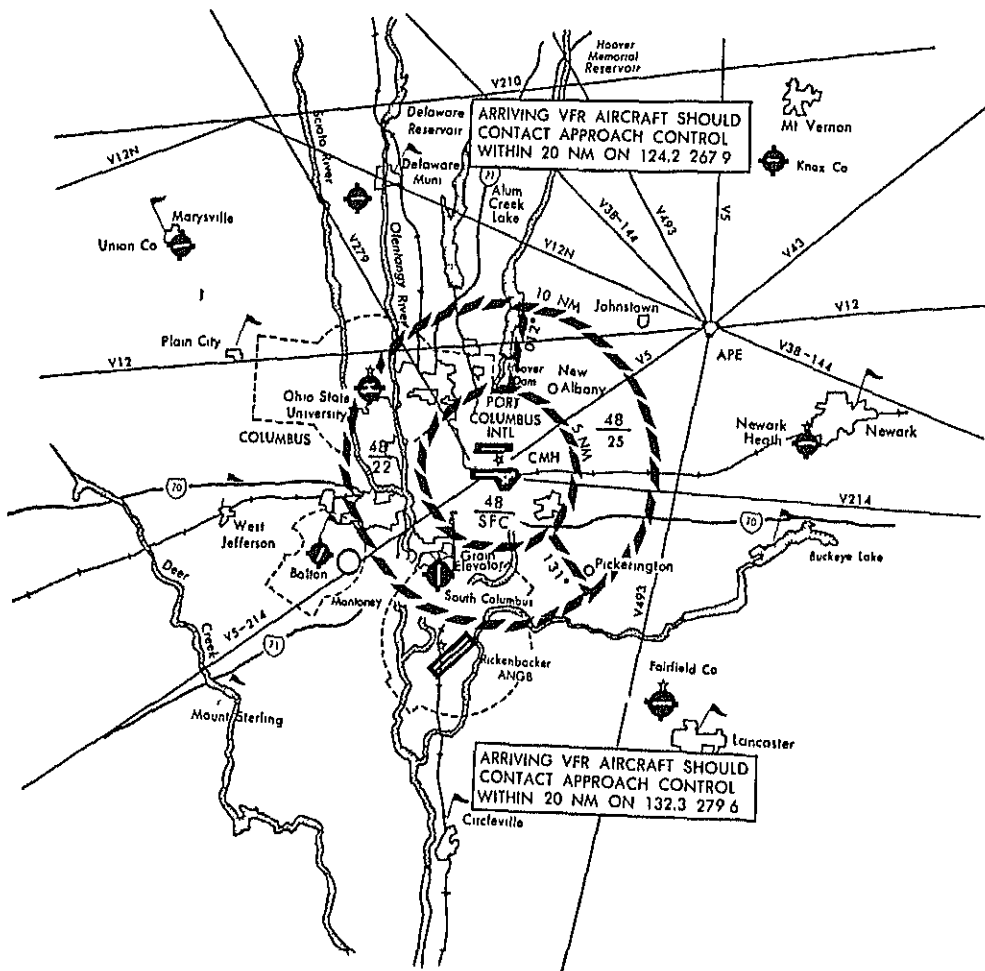 Hoover
Memorial
Reservoir
V210
Scioto River
Delaware
Reservoir
ARRIVING VFR AIRCRAFT SHOULD
CONTACT APPROACH CONTROL
WITHIN 20 NM ON 124.2 267 9
Mt Vernon
Knox Co
V12N
Delaware
Muni
71
Alum
Creek
Lake
Marysville
Union Co
V279
Olentangy River
V12N
V38-144
V493
V5
V43
10 NM
Johnstown
V12
Plain City
V12
APE
V38-144
V5
012°
over
Dam
New
Albany
Ohio State
University
COLUMBUS
PORT
COLUMBUS
INTL
5 NM
48
25
Newark
Heath
Newark
48
22
CMH
70
V214
48
SFC
70
West
Jefferson
Buckeye Lake
Bolton
Grain
Elevator
131°
Pickerington
Deer
Creek
Mantoney
South Columbus
V493
V5-214
71
Rickenbacker
ANGB
Fairfield Co
Mount Sterling
Lancaster
ARRIVING VFR AIRCRAFT SHOULD
CONTACT APPROACH CONTROL
WITHIN 20 NM ON 132.3 279 6
Circleville